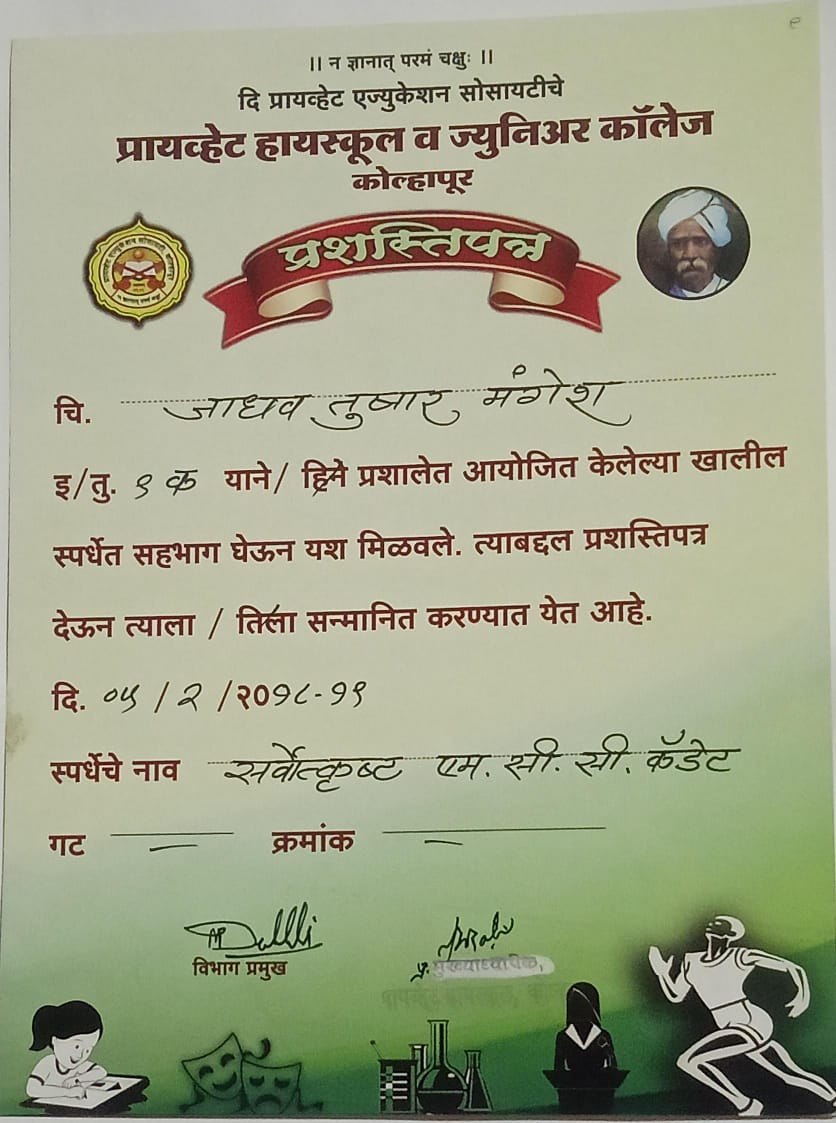 ।। न ज्ञानात् परमं चक्षुः ।।
दि प्रायव्हेट एज्युकेशन सोसायटीचे
प्रायव्हेट हायस्कूल व ज्युनिअर कॉलेज
कोल्हापूर
प्रशस्तिपत्र
चि. जाधव तुषार मंगेश
इ/तु. ९ क याने/ हिने प्रशालेत आयोजित केलेल्या खालील
स्पर्धेत सहभाग घेऊन यश मिळवले. त्याबद्दल प्रशस्तिपत्र
देऊन त्याला / तिला सन्मानित करण्यात येत आहे.
दि. ०५ / २ / २०१८-१९
स्पर्धेचे नाव सर्वोत्कृष्ट एम. सी. सी. कॅडेट
गट — क्रमांक —
विभाग प्रमुख
प्र. मुख्याध्यापक,